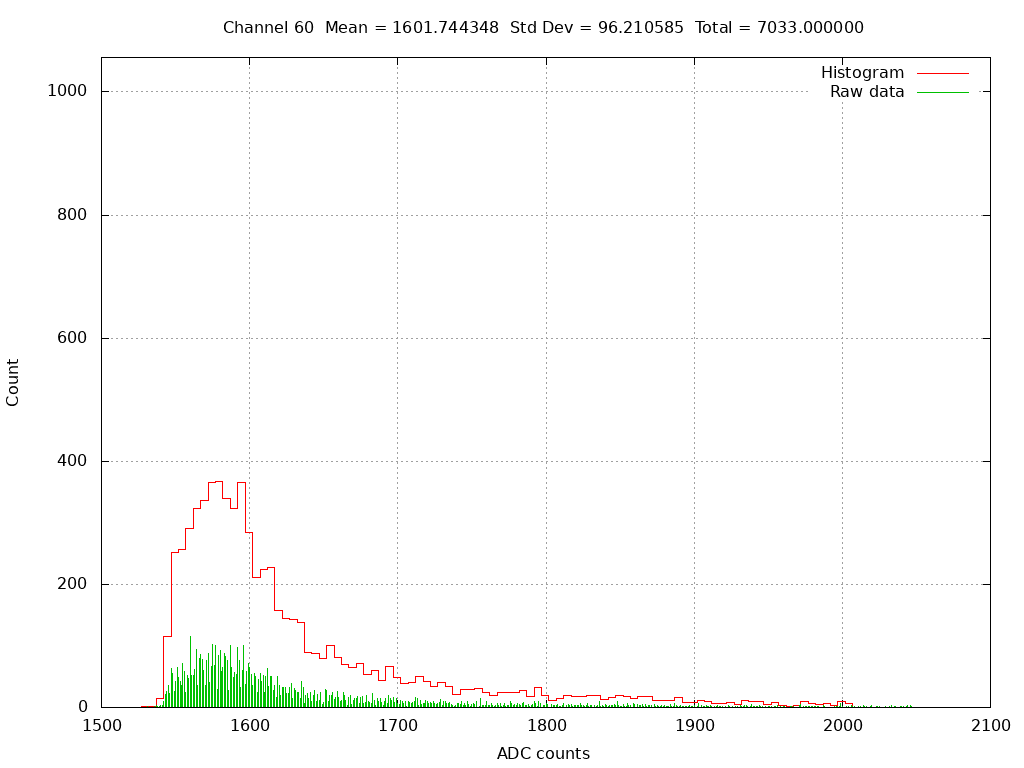 Channel 60  Mean = 1601.744348  Std Dev = 96.210585  Total = 7033.000000
Histogram
Raw data
1000
800
600
400
200
0
Count
1500 1600 1700 1800 1900 2000 2100
ADC counts